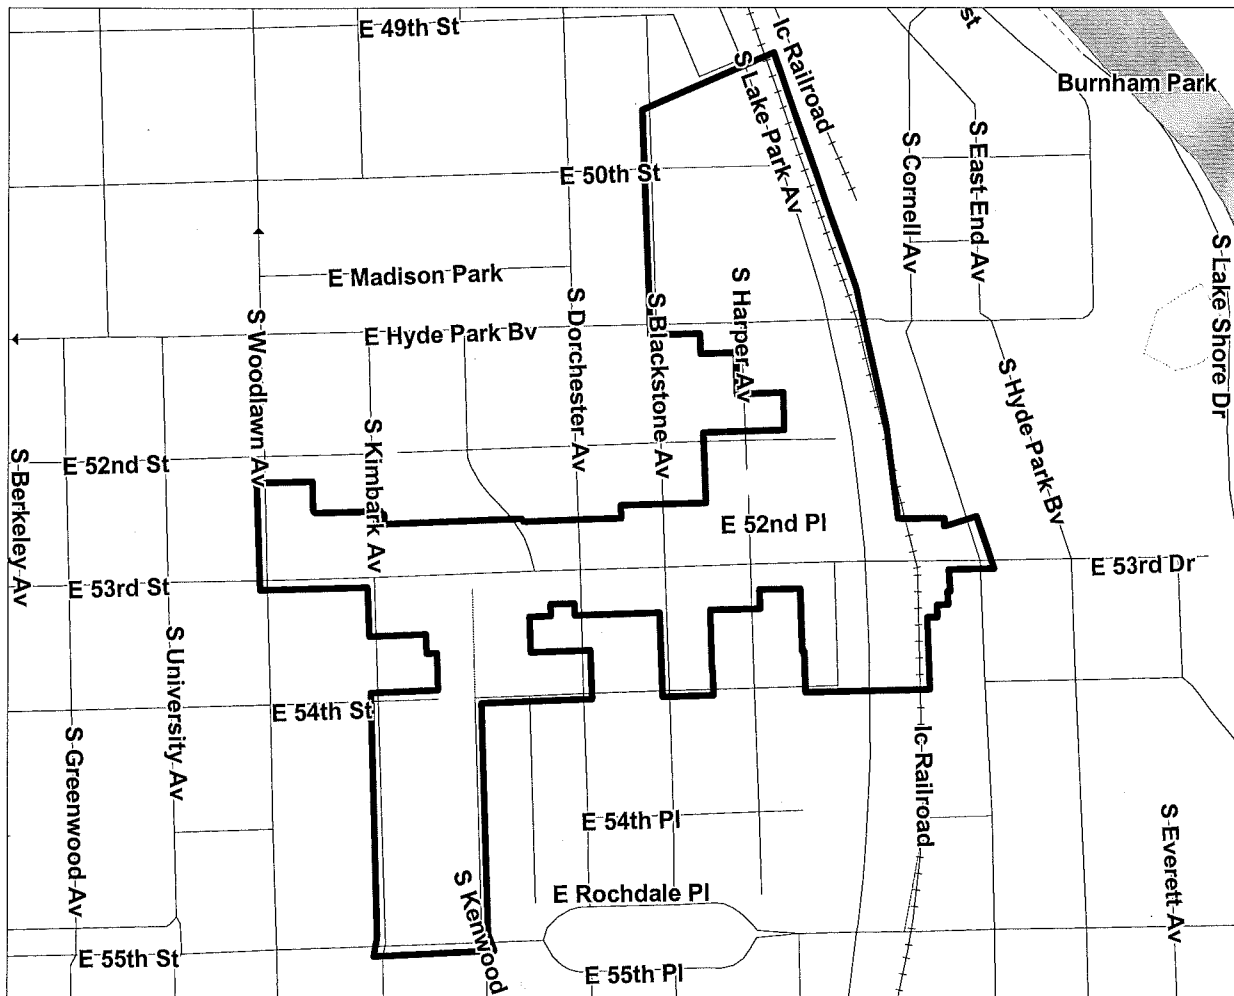 E 49th St
Ic Railroad
st
Burnham Park
S Lake Park Av
S Cornell Av
S East End Av
E 50th St
S Lake Shore Dr
E Madison Park
S Woodlawn Av
E Hyde Park Bv
S Dorchester Av
S Blackstone Av
S Harper Av
S Hyde Park Bv
S Kimbark Av
S Berkeley Av
E 52nd St
E 52nd Pl
E 53rd St
E 53rd Dr
S University Av
E 54th St
S Greenwood Av
Ic Railroad
E 54th Pl
S Everett Av
S Kenwood
E Rochdale Pl
E 55th St
E 55th Pl